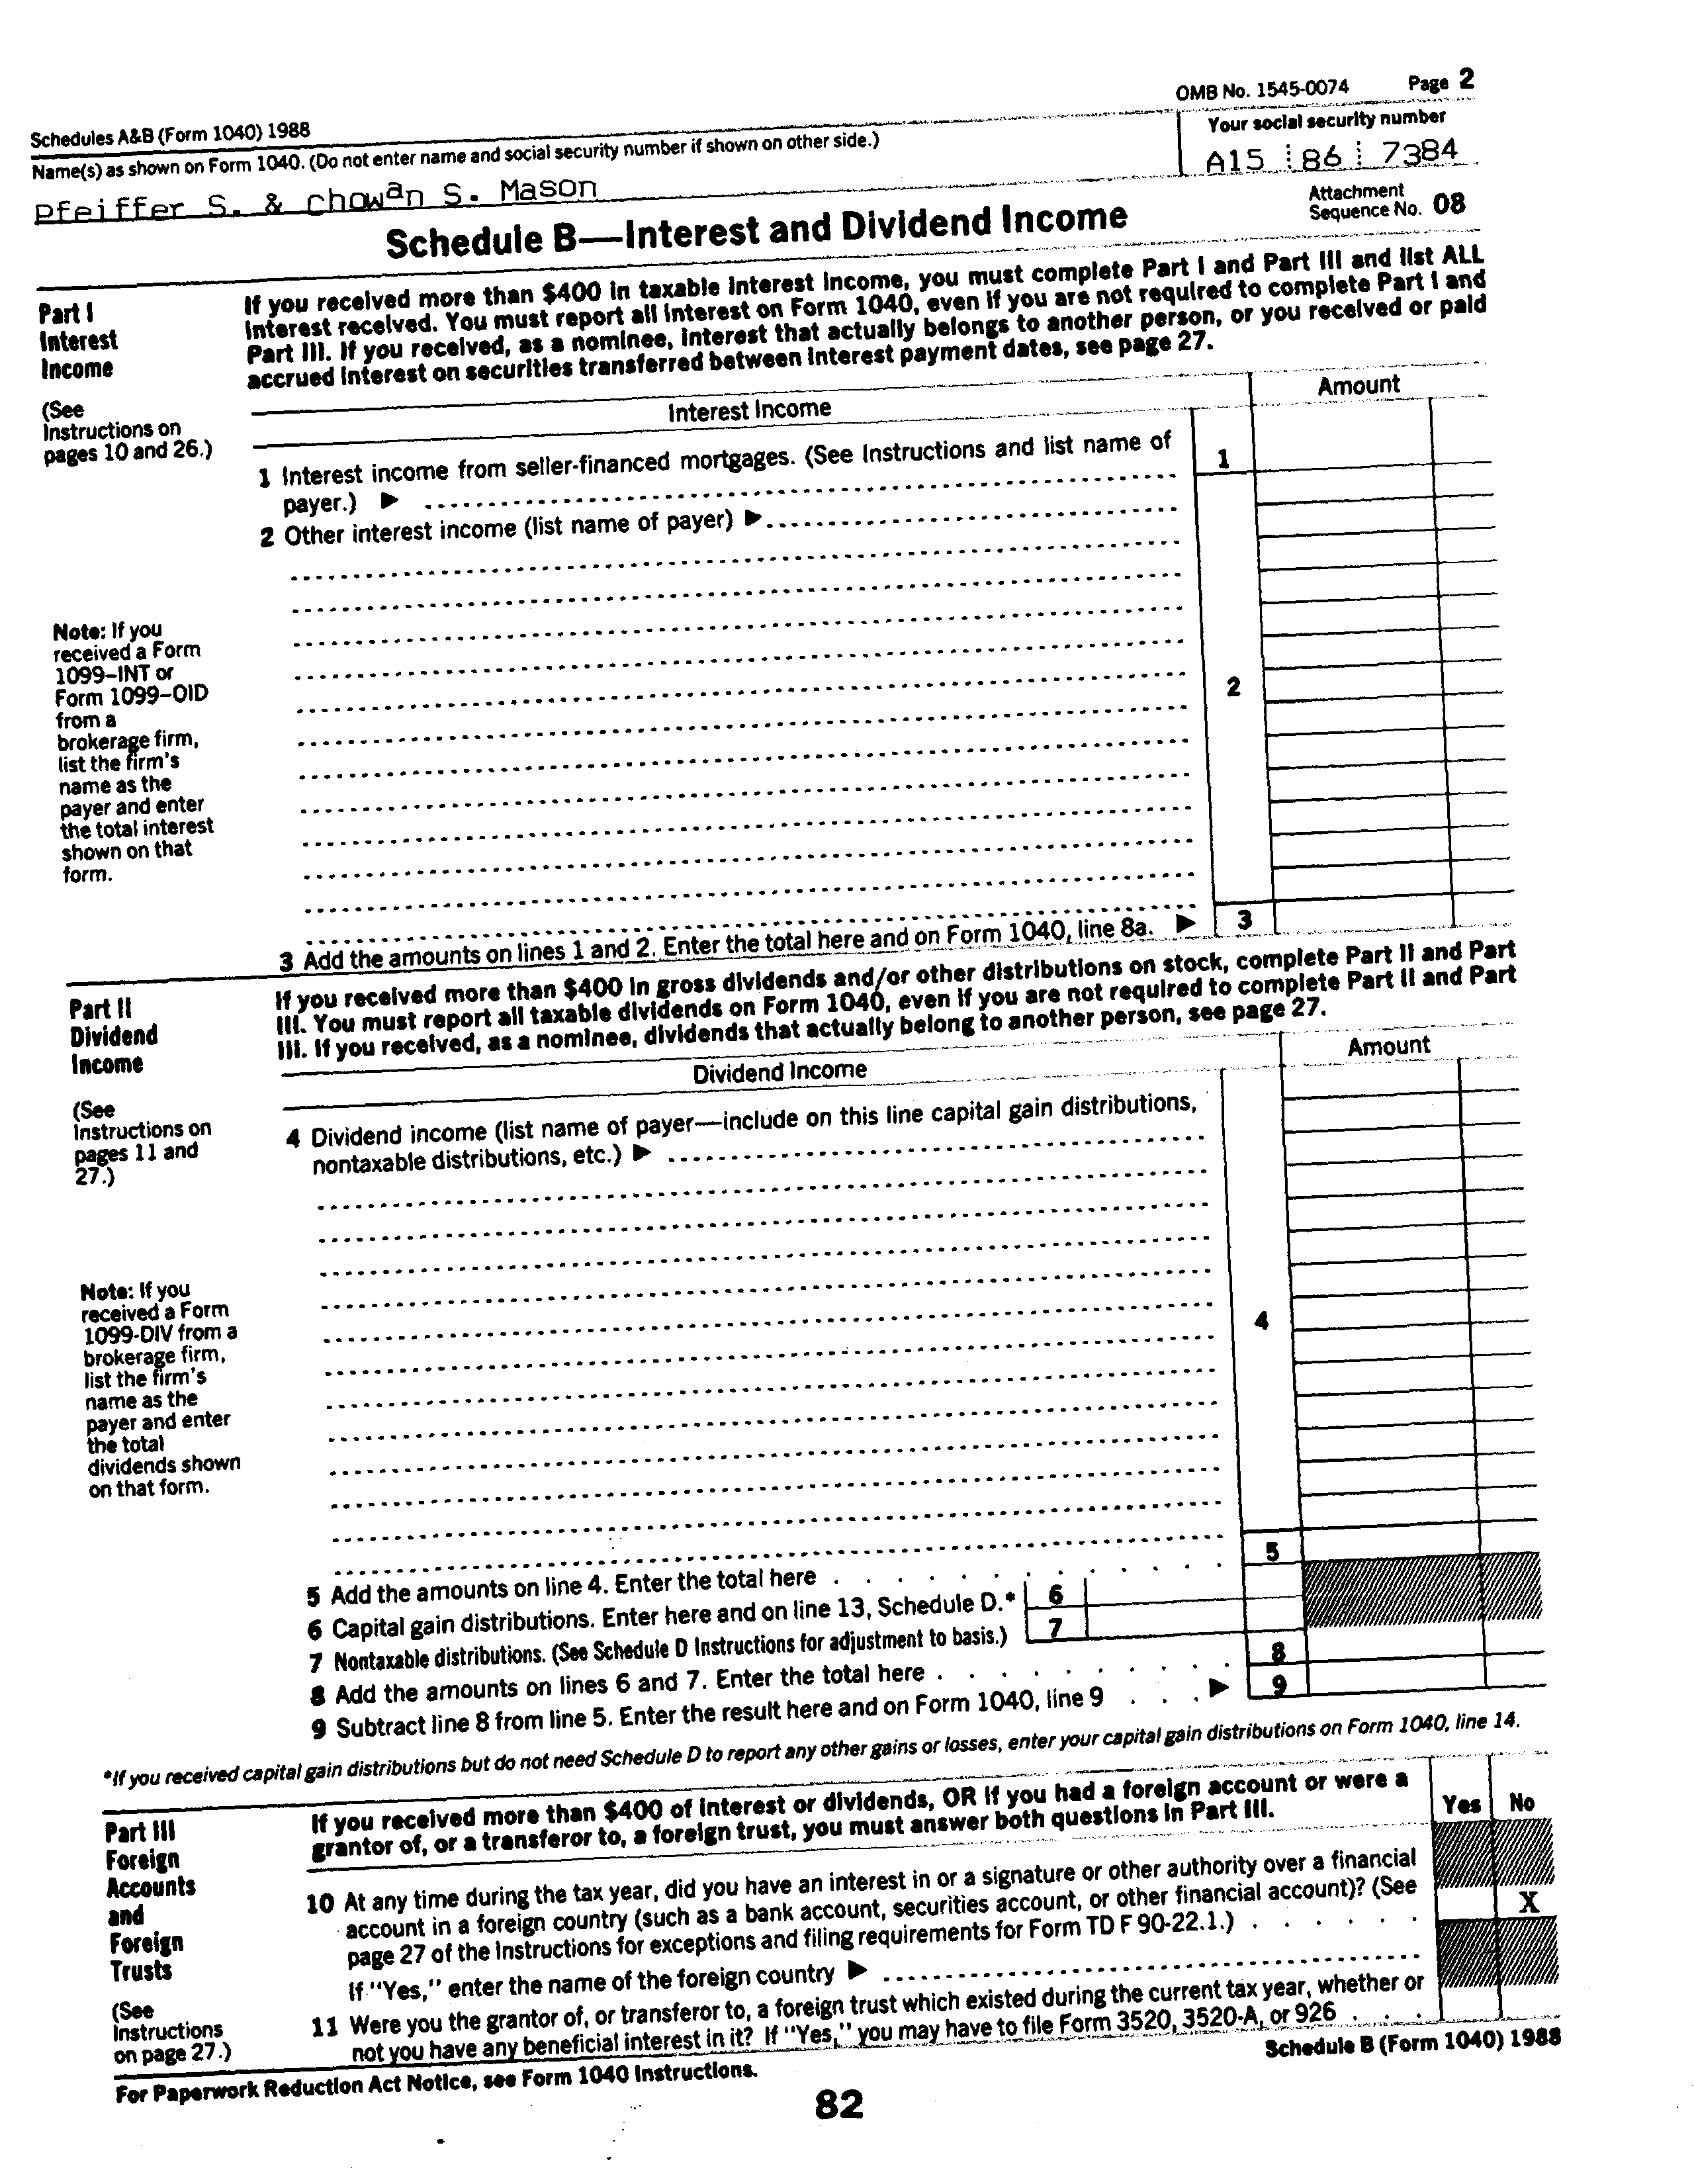 Schedules A&B (Form 1040) 1988
OMB No. 1545-0074 Page 2
Name(s) as shown on Form 1040. (Do not enter name and social security number if shown on other side.)
Your social security number
Pfeiffer S. & Chowan S. Mason
A15 86 7384
Schedule B—Interest and Dividend Income
Attachment
Sequence No. 08
Part I
Interest
Income
(See
Instructions on
pages 10 and 26.)
If you received more than $400 in taxable interest income, you must complete Part I and Part III and list ALL
interest received. You must report all interest on Form 1040, even if you are not required to complete Part I and
Part III. If you received, as a nominee, interest that actually belongs to another person, or you received or paid
accrued interest on securities transferred between interest payment dates, see page 27.
Interest Income
Amount
1 Interest income from seller-financed mortgages. (See Instructions and list name of
payer.) ▶
1
2 Other interest income (list name of payer) ▶
Note: If you
received a Form
1099–INT or
Form 1099–OID
from a
brokerage firm,
list the firm's
name as the
payer and enter
the total interest
shown on that
form.
2
3 Add the amounts on lines 1 and 2. Enter the total here and on Form 1040, line 8a. ▶ 3
Part II
Dividend
Income
(See
Instructions on
pages 11 and
27.)
If you received more than $400 in gross dividends and/or other distributions on stock, complete Part II and Part
III. You must report all taxable dividends on Form 1040, even if you are not required to complete Part II and Part
III. If you received, as a nominee, dividends that actually belong to another person, see page 27.
Dividend Income
Amount
4 Dividend income (list name of payer—include on this line capital gain distributions,
nontaxable distributions, etc.) ▶
Note: If you
received a Form
1099-DIV from a
brokerage firm,
list the firm's
name as the
payer and enter
the total
dividends shown
on that form.
4
5 Add the amounts on line 4. Enter the total here 5
6 Capital gain distributions. Enter here and on line 13, Schedule D.* 6
7 Nontaxable distributions. (See Schedule D Instructions for adjustment to basis.) 7
8 Add the amounts on lines 6 and 7. Enter the total here 8
9 Subtract line 8 from line 5. Enter the result here and on Form 1040, line 9 ▶ 9
*If you received capital gain distributions but do not need Schedule D to report any other gains or losses, enter your capital gain distributions on Form 1040, line 14.
Part III
Foreign
Accounts
and
Foreign
Trusts
(See
Instructions
on page 27.)
If you received more than $400 of interest or dividends, OR if you had a foreign account or were a
grantor of, or a transferor to, a foreign trust, you must answer both questions in Part III.
Yes No
10 At any time during the tax year, did you have an interest in or a signature or other authority over a financial
account in a foreign country (such as a bank account, securities account, or other financial account)? (See
page 27 of the Instructions for exceptions and filing requirements for Form TD F 90-22.1.)
X
If "Yes," enter the name of the foreign country ▶
11 Were you the grantor of, or transferor to, a foreign trust which existed during the current tax year, whether or
not you have any beneficial interest in it? If "Yes," you may have to file Form 3520, 3520-A, or 926
For Paperwork Reduction Act Notice, see Form 1040 Instructions.
Schedule B (Form 1040) 1988
82